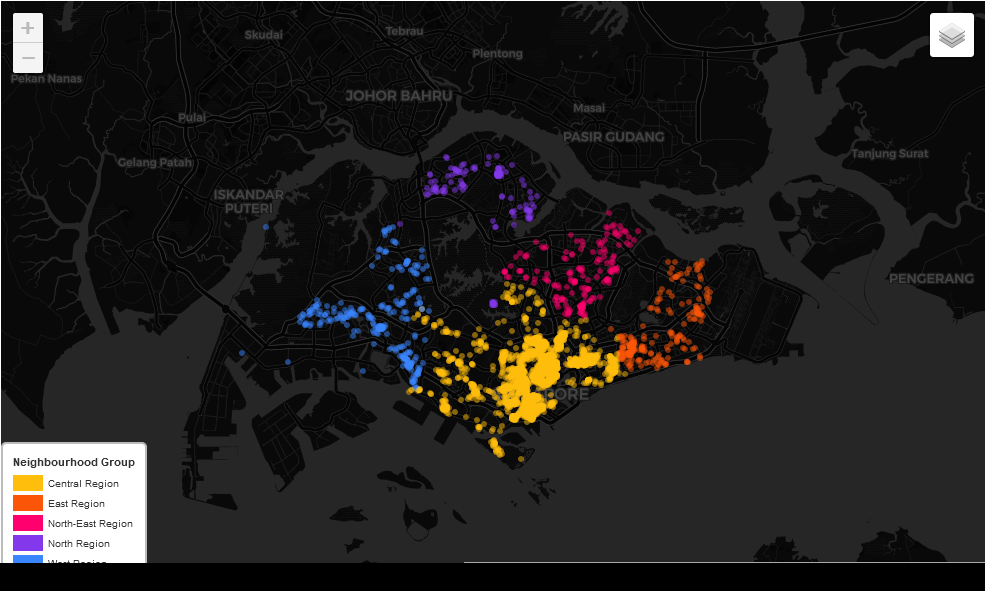 +
−
Skudai
Tebrau
Plentong
Pekan Nanas
JOHOR BAHRU
Masai
Pulai
PASIR GUDANG
Gelang Patah
Tanjung Surat
ISKANDAR
PUTERI
PENGERANG
PORE
Neighbourhood Group
Central Region
East Region
North-East Region
North Region
West Region